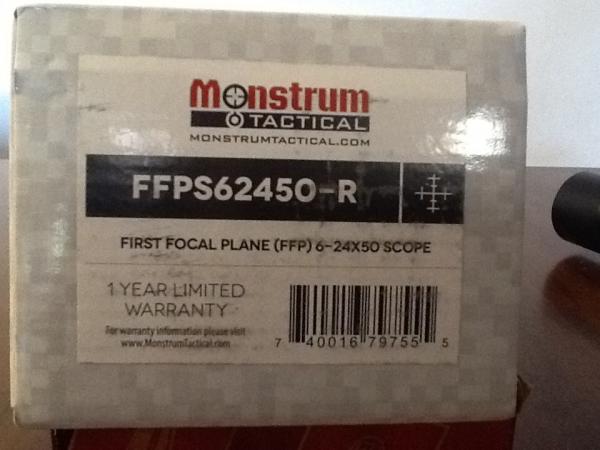 Monstrum
TACTICAL
MONSTRUMTACTICAL.COM
FFPS62450-R
FIRST FOCAL PLANE (FFP) 6-24X50 SCOPE
1 YEAR LIMITED
WARRANTY
For warranty information please visit
www.MonstrumTactical.com
7 40016 79755 5